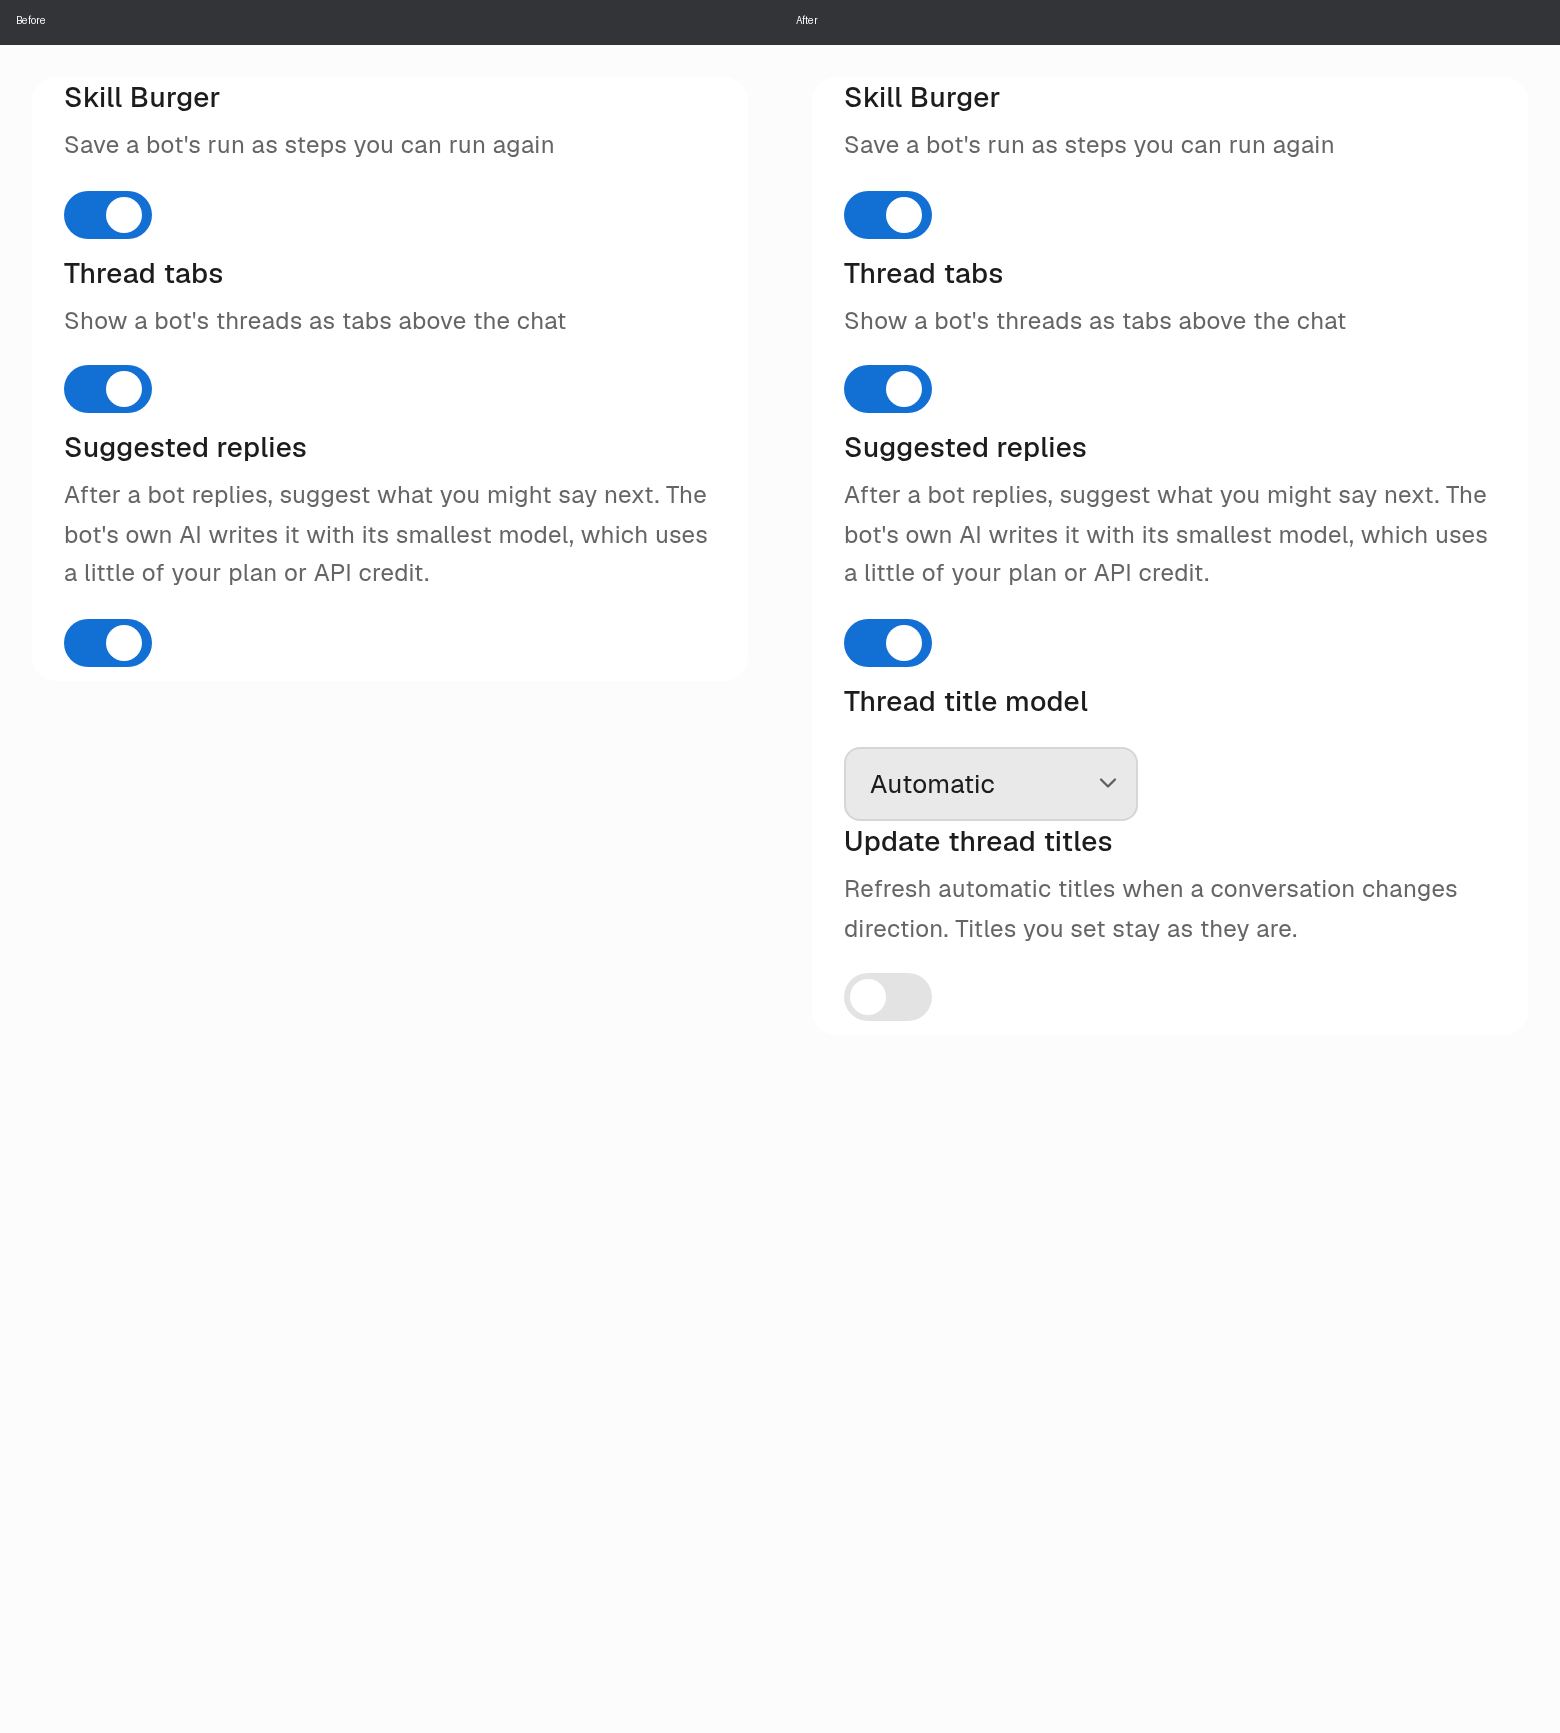 Before
Skill Burger
Save a bot's run as steps you can run again
Thread tabs
Show a bot's threads as tabs above the chat
Suggested replies
After a bot replies, suggest what you might say next. The
bot's own AI writes it with its smallest model, which uses
a little of your plan or API credit.
After
Skill Burger
Save a bot's run as steps you can run again
Thread tabs
Show a bot's threads as tabs above the chat
Suggested replies
After a bot replies, suggest what you might say next. The
bot's own AI writes it with its smallest model, which uses
a little of your plan or API credit.
Thread title model
Automatic
Update thread titles
Refresh automatic titles when a conversation changes
direction. Titles you set stay as they are.